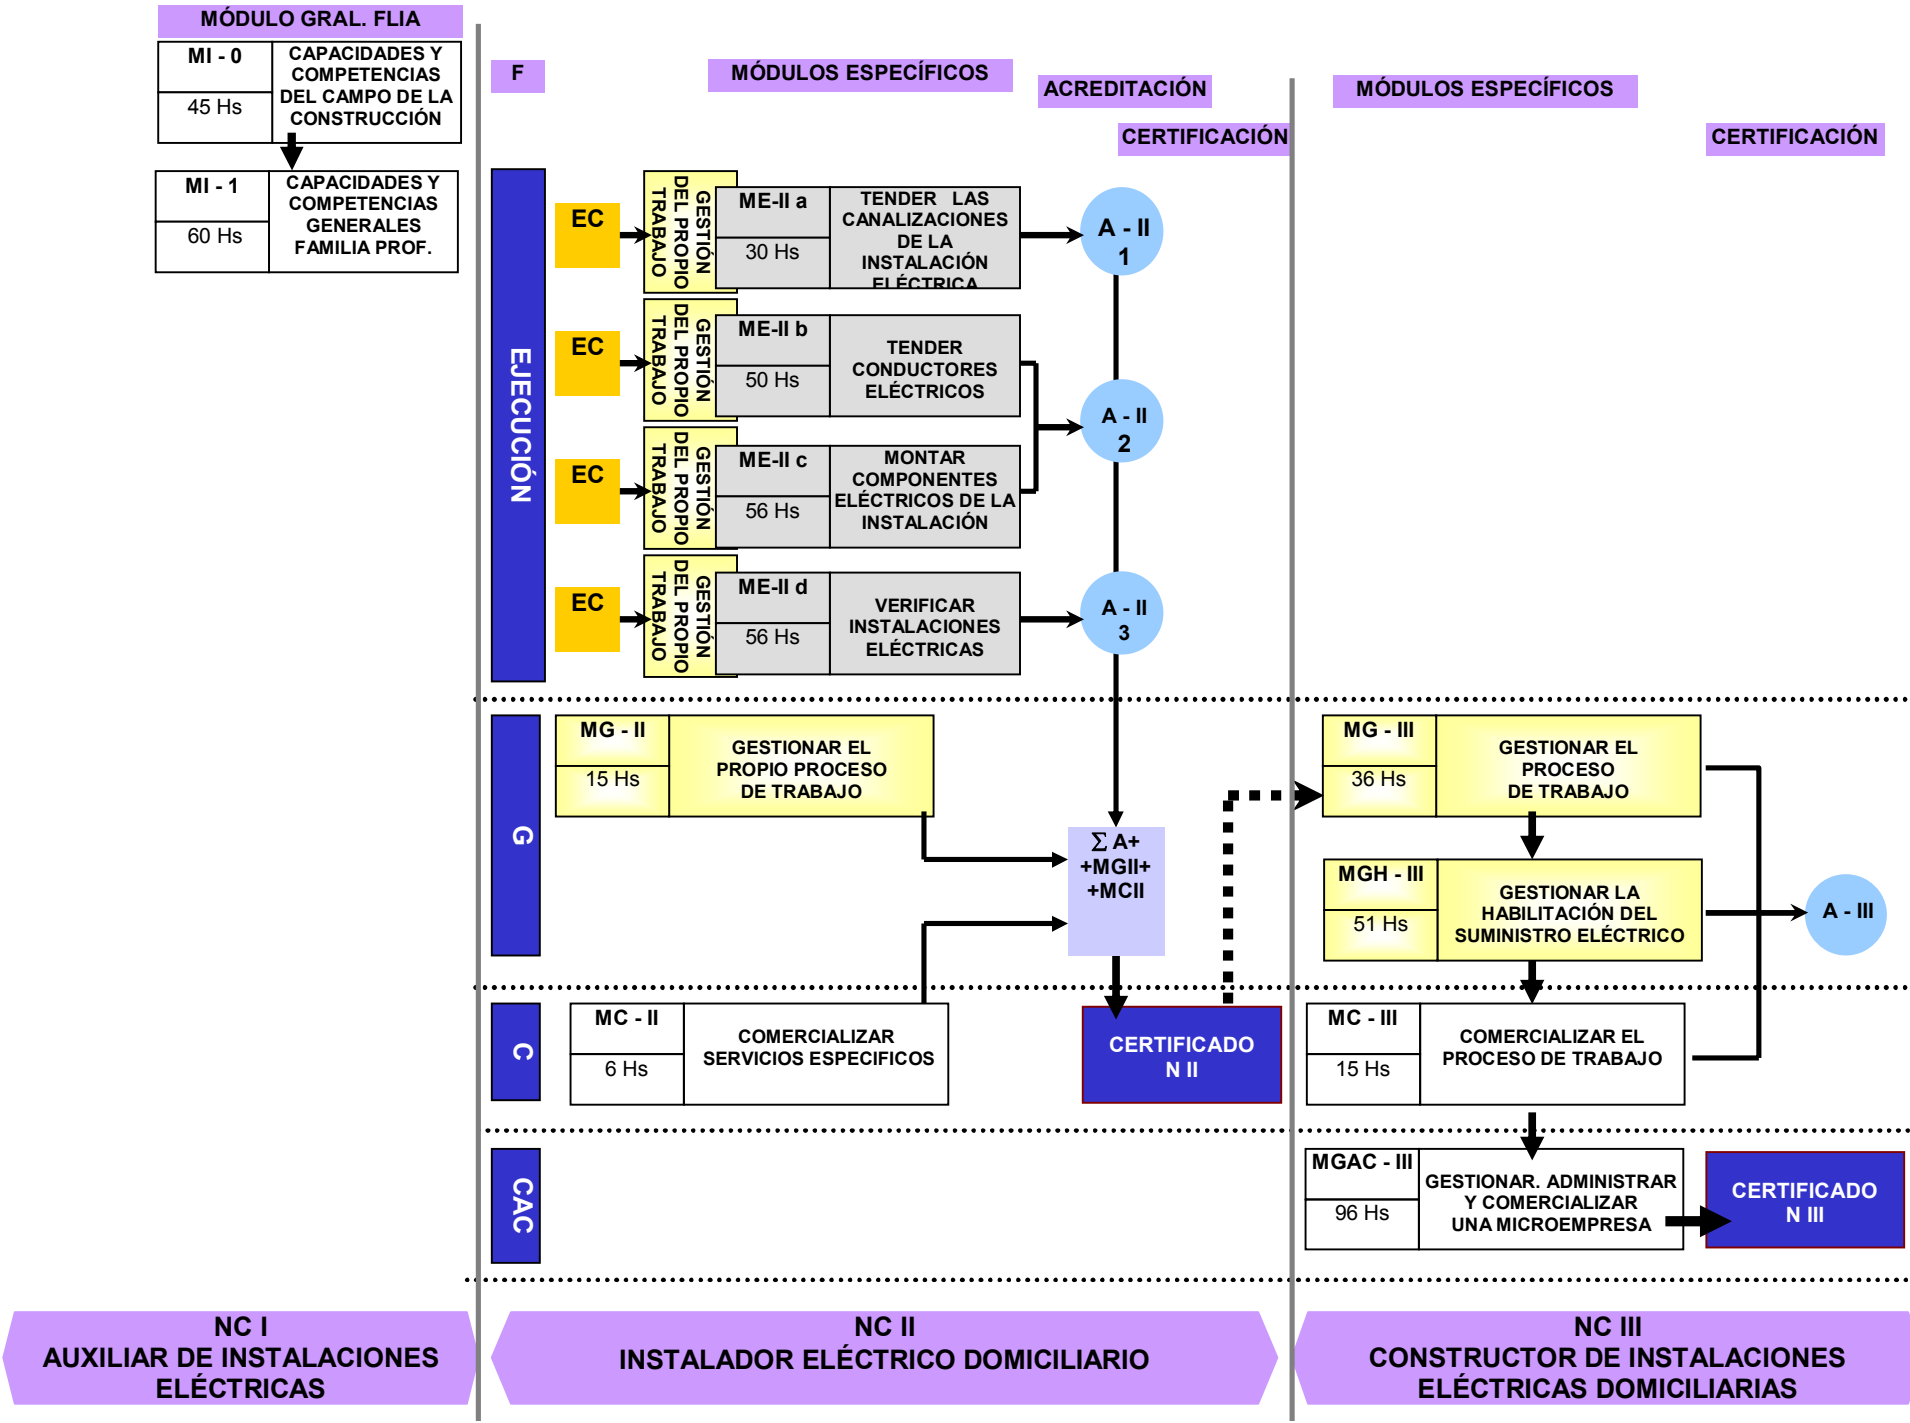 MÓDULO GRAL. FLIA
MI - 0
45 Hs
CAPACIDADES Y
COMPETENCIAS
DEL CAMPO DE LA
CONSTRUCCIÓN
MI - 1
60 Hs
CAPACIDADES Y
COMPETENCIAS
GENERALES
FAMILIA PROF.
F
MÓDULOS ESPECÍFICOS
ACREDITACIÓN
CERTIFICACIÓN
MÓDULOS ESPECÍFICOS
CERTIFICACIÓN
EJECUCIÓN
EC
GESTIÓN
DEL PROPIO
TRABAJO
ME-II a
30 Hs
TENDER LAS
CANALIZACIONES
DE LA
INSTALACIÓN
ELÉCTRICA
A - II
1
EC
GESTIÓN
DEL PROPIO
TRABAJO
ME-II b
50 Hs
TENDER
CONDUCTORES
ELÉCTRICOS
A - II
2
EC
GESTIÓN
DEL PROPIO
TRABAJO
ME-II c
56 Hs
MONTAR
COMPONENTES
ELÉCTRICOS DE LA
INSTALACIÓN
EC
GESTIÓN
DEL PROPIO
TRABAJO
ME-II d
56 Hs
VERIFICAR
INSTALACIONES
ELÉCTRICAS
A - II
3
G
MG - II
15 Hs
GESTIONAR EL
PROPIO PROCESO
DE TRABAJO
Σ A+
+MGII+
+MCII
MG - III
36 Hs
GESTIONAR EL
PROCESO
DE TRABAJO
MGH - III
51 Hs
GESTIONAR LA
HABILITACIÓN DEL
SUMINISTRO ELÉCTRICO
A - III
C
MC - II
6 Hs
COMERCIALIZAR
SERVICIOS ESPECIFICOS
CERTIFICADO
N II
MC - III
15 Hs
COMERCIALIZAR EL
PROCESO DE TRABAJO
CAC
MGAC - III
96 Hs
GESTIONAR. ADMINISTRAR
Y COMERCIALIZAR
UNA MICROEMPRESA
CERTIFICADO
N III
NC I
AUXILIAR DE INSTALACIONES
ELÉCTRICAS
NC II
INSTALADOR ELÉCTRICO DOMICILIARIO
NC III
CONSTRUCTOR DE INSTALACIONES
ELÉCTRICAS DOMICILIARIAS